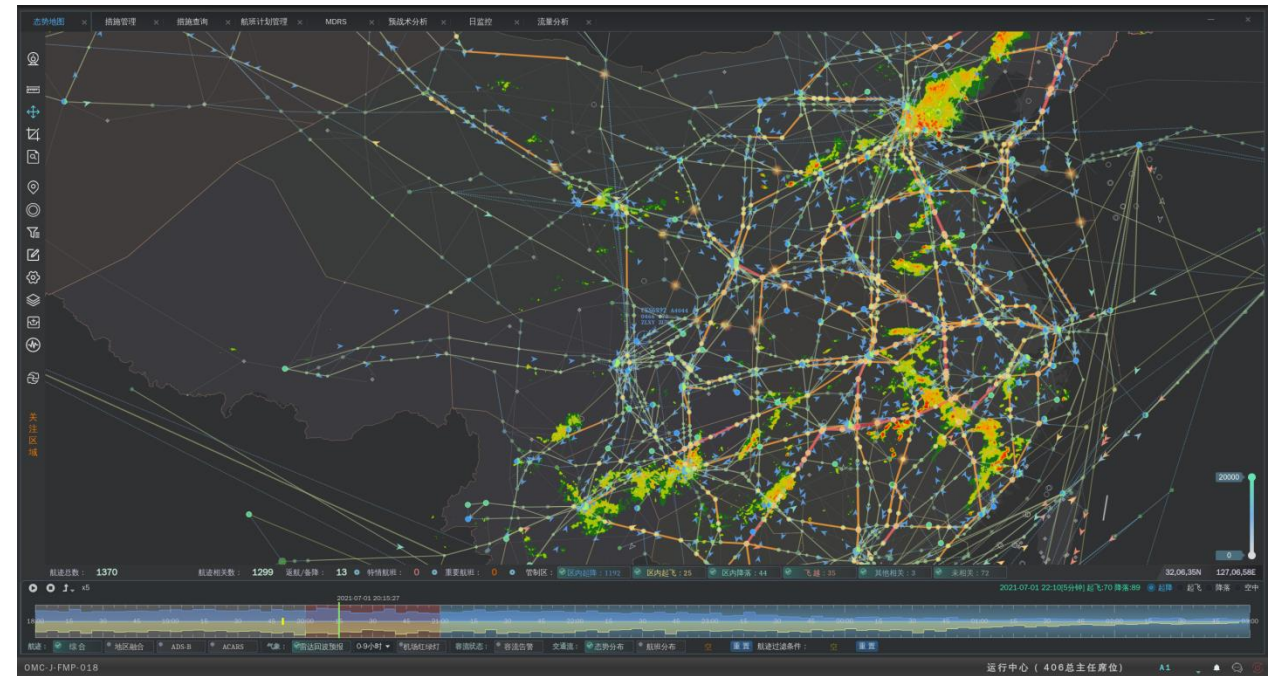 态势地图 × 措施管理 × 措施查询 × 航班计划管理 × MDRS × 预战术分析 × 日监控 × 流量分析 ×
关
注
区
域
20000
0
航迹总数： 1370 航迹相关数： 1299 返航/备降： 13 特情航班： 0 重要航班： 0 管制区： 区内起降：1192 区内起飞：25 区内降落：44 飞越：35 其他相关：3 未相关：72 32,06,35N 127,06,58E
x5 2021-07-01 22:10[5分钟] 起飞:70 降落:89 起降 起飞 降落 空中
2021-07-01 20:15:27
航迹： 综合 地区融合 ADS-B ACARS 气象： 雷达回波预报 0-9小时 机场红绿灯 容流状态： 容流告警 交通流： 态势分布 航班分布 空 重置 航迹过滤条件： 空 重置
OMC-J-FMP-018 运行中心 ( 406总主任席位) A1